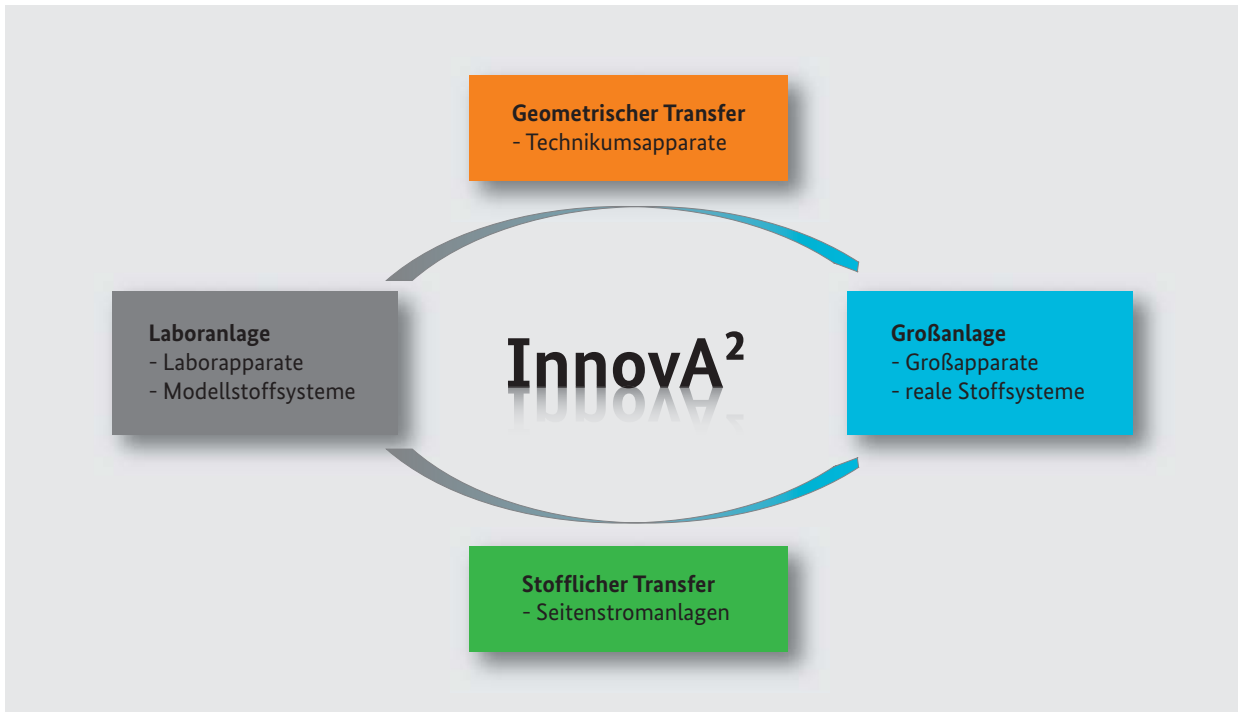 Geometrischer Transfer
- Technikumsapparate
Laboranlage
- Laborapparate
- Modellstoffsysteme
InnovA²
Großanlage
- Großapparate
- reale Stoffsysteme
Stofflicher Transfer
- Seitenstromanlagen